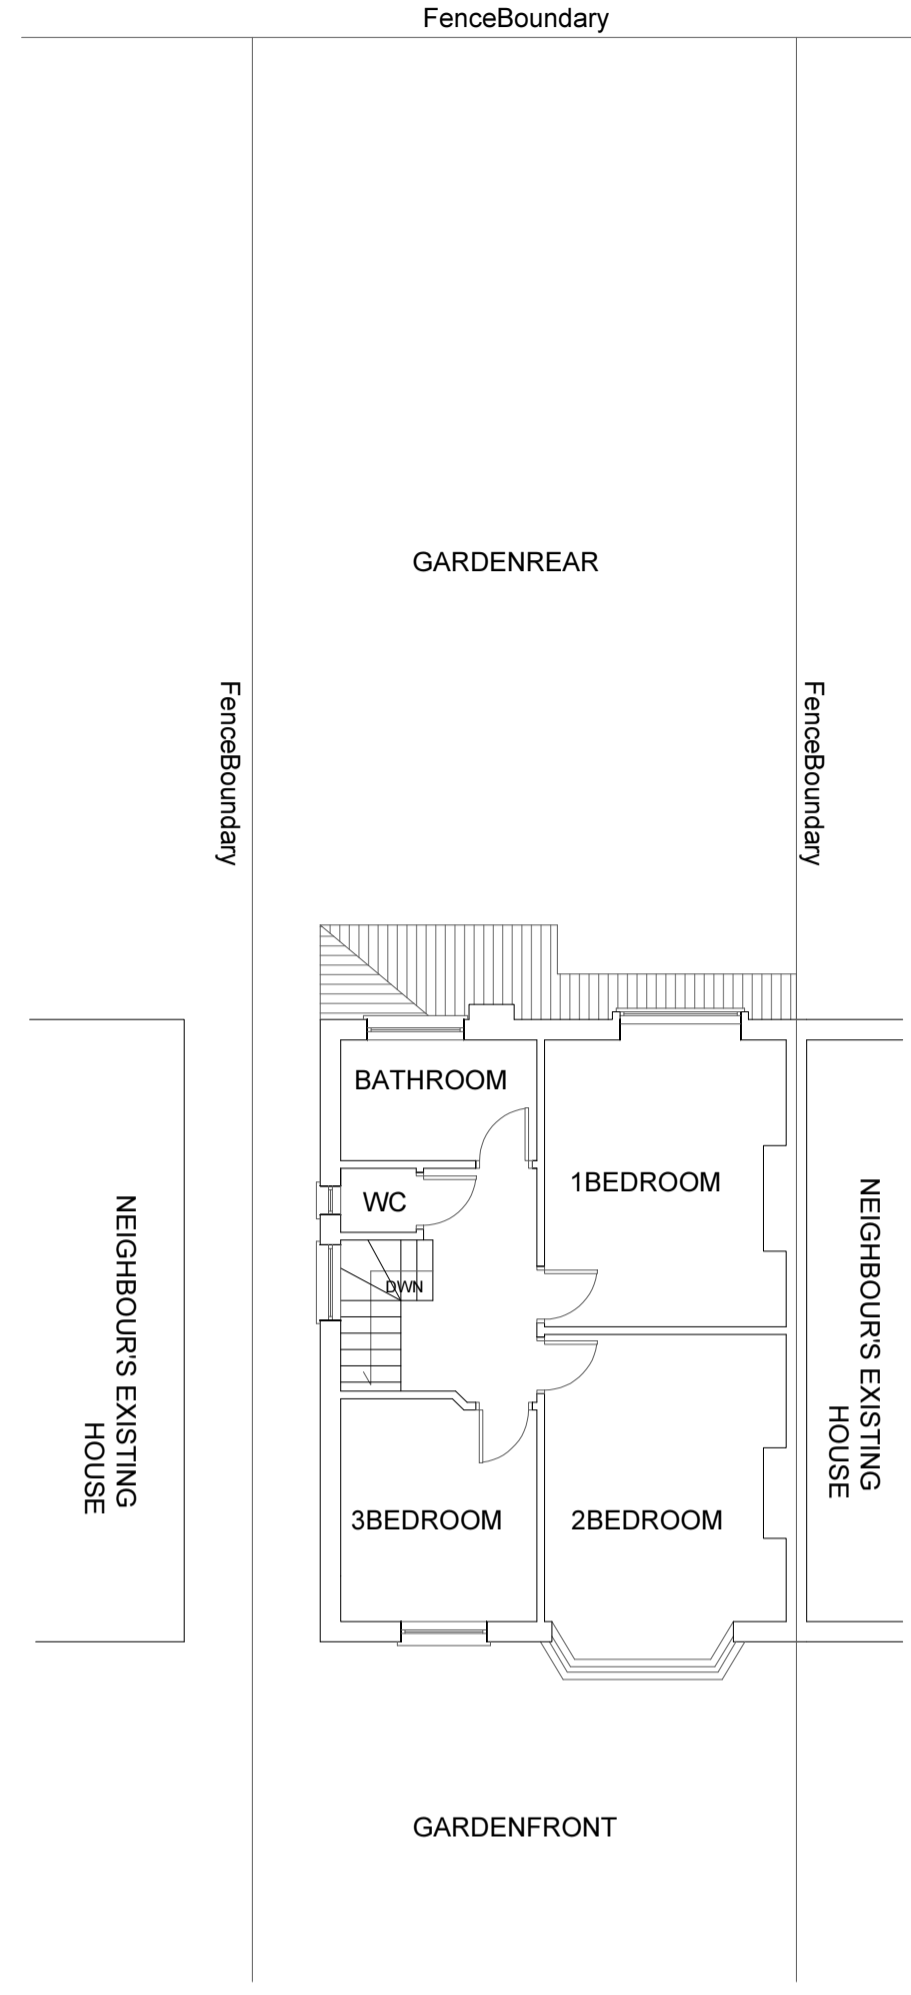 FenceBoundary
GARDENREAR
FenceBoundary
FenceBoundary
BATHROOM
1BEDROOM
WC
DWN
NEIGHBOUR'S EXISTING
HOUSE
NEIGHBOUR'S EXISTING
HOUSE
3BEDROOM
2BEDROOM
GARDENFRONT